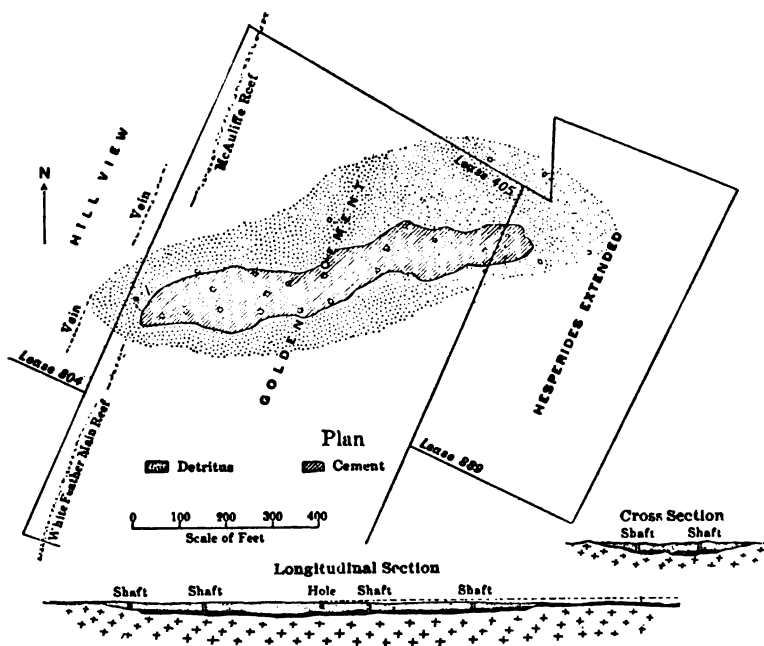 McAuliffe Reef
N
HILL VIEW
Vein
Lease 405
GOLDEN CEMENT
HESPERIDES EXTENDED
Vein
Lease 804
White Feather Main Reef
Lease 889
Plan
Detritus
Cement
0 100 900 360 400
Scale of Feet
Cross Section
Shaft Shaft
Longitudinal Section
Shaft Shaft Hole Shaft Shaft